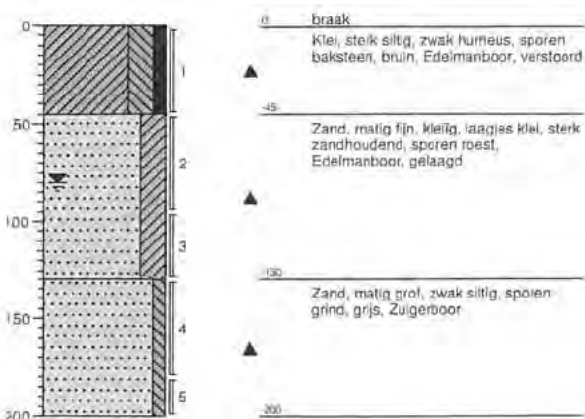 0
50
100
150
200
1
2
3
4
5
0 braak
Klei, sterk siltig, zwak humeus, sporen
baksteen, bruin, Edelmanboor, verstoord
-45
Zand, matig fijn, kleiïg, laagjes klei, sterk
zandhoudend, sporen roest,
Edelmanboor, gelaagd
-130
Zand, matig grof, zwak siltig, sporen
grind, grijs, Zuigerboor
-200